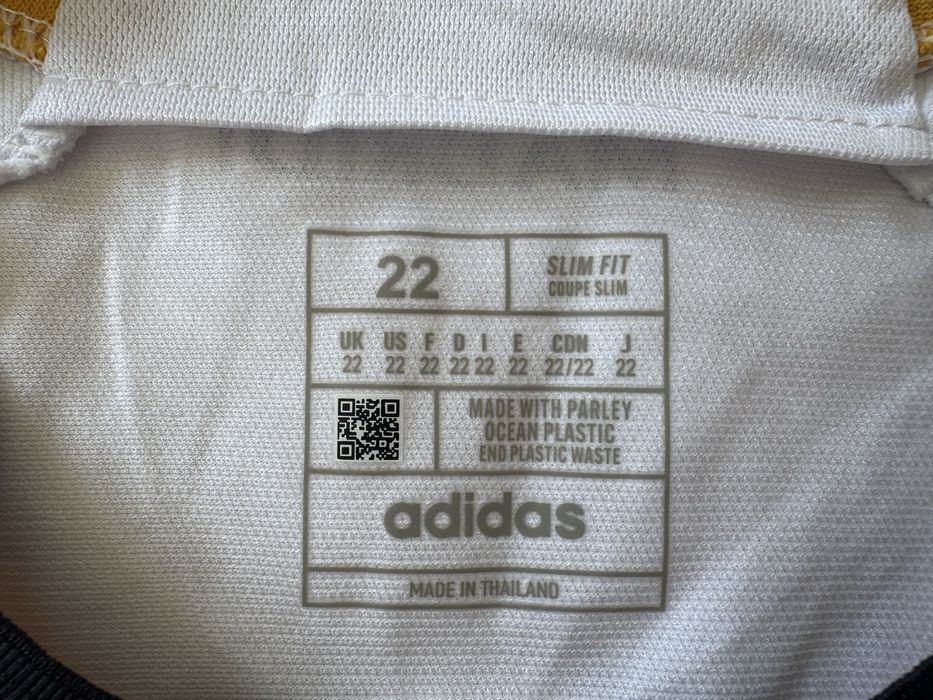 22
SLIM FIT
COUPE SLIM
UK US F D I E CDN J
22 22 22 22 22 22 22/22 22
MADE WITH PARLEY
OCEAN PLASTIC
END PLASTIC WASTE
adidas
MADE IN THAILAND